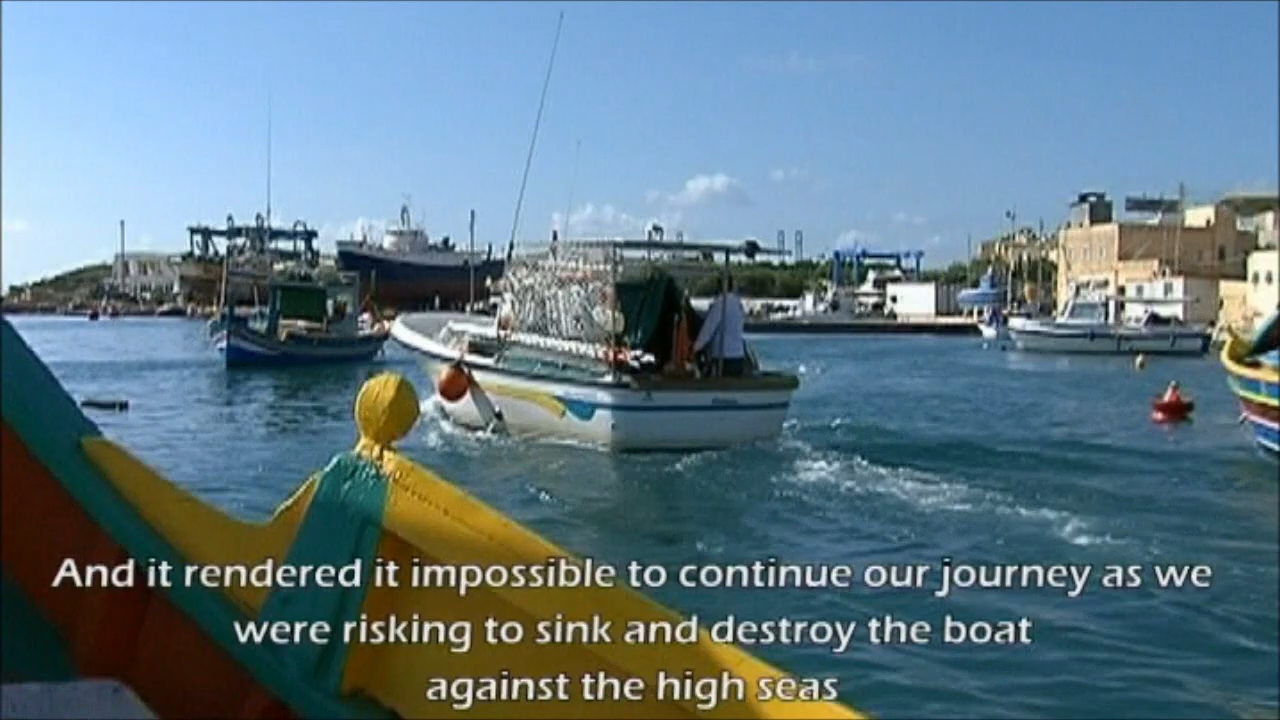 And it rendered it impossible to continue our journey as we
were risking to sink and destroy the boat
against the high seas